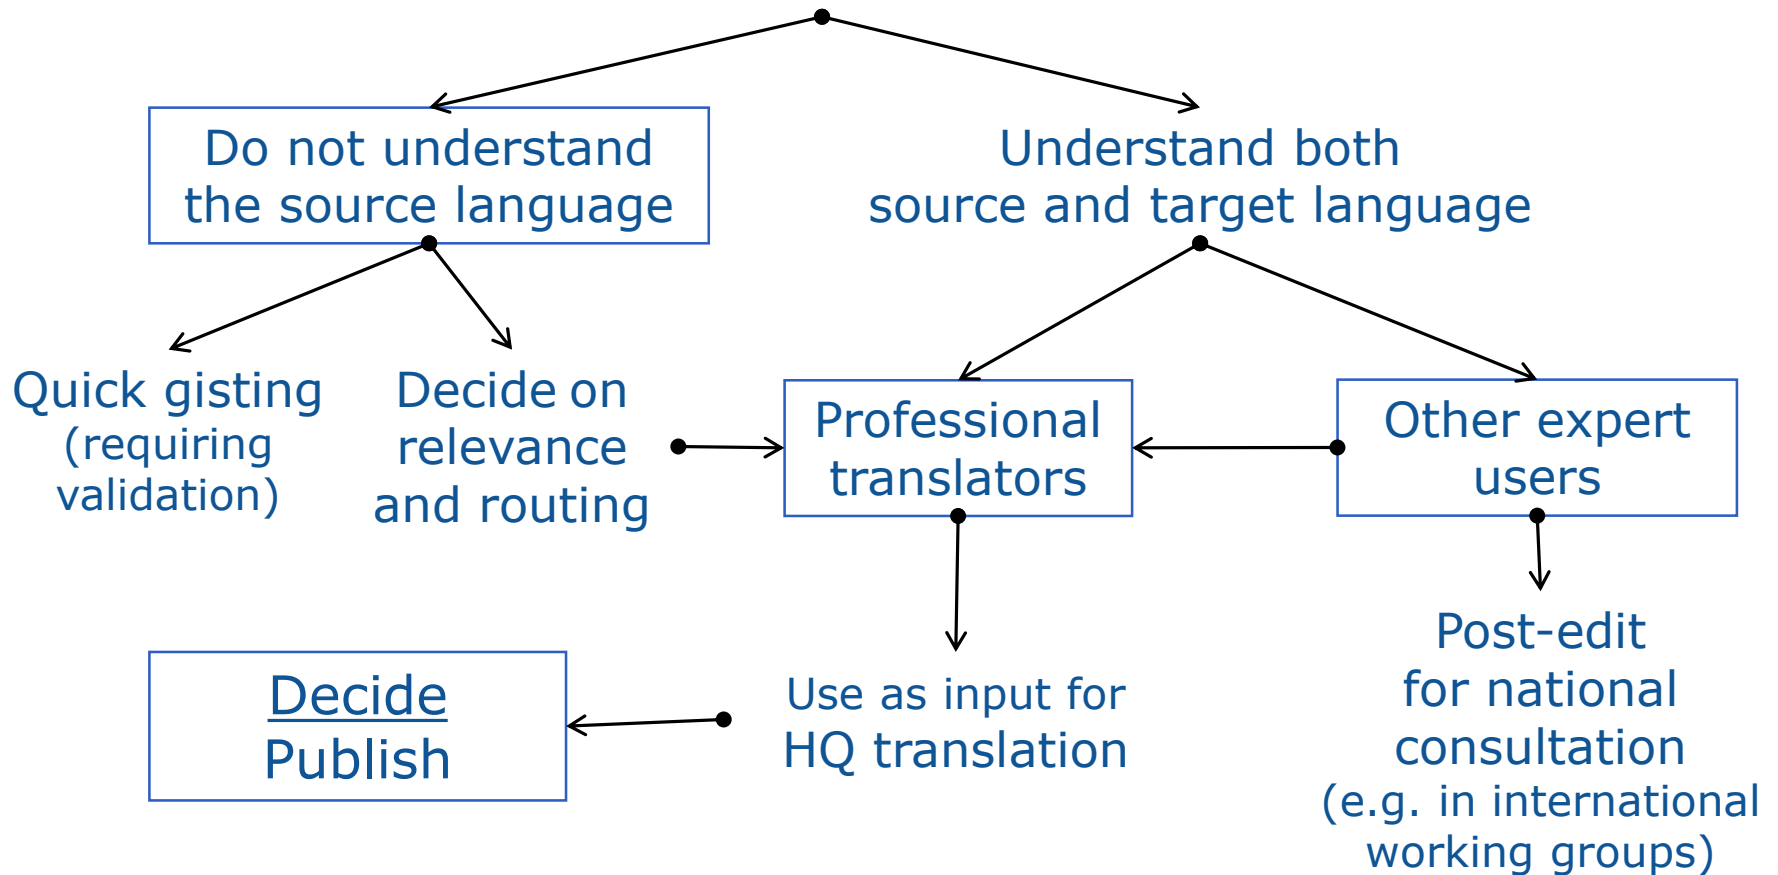 Do not understand
the source language
Understand both
source and target language
Quick gisting
(requiring
validation)
Decide on
relevance
and routing
Professional
translators
Other expert
users
Decide
Publish
Use as input for
HQ translation
Post-edit
for national
consultation
(e.g. in international
working groups)